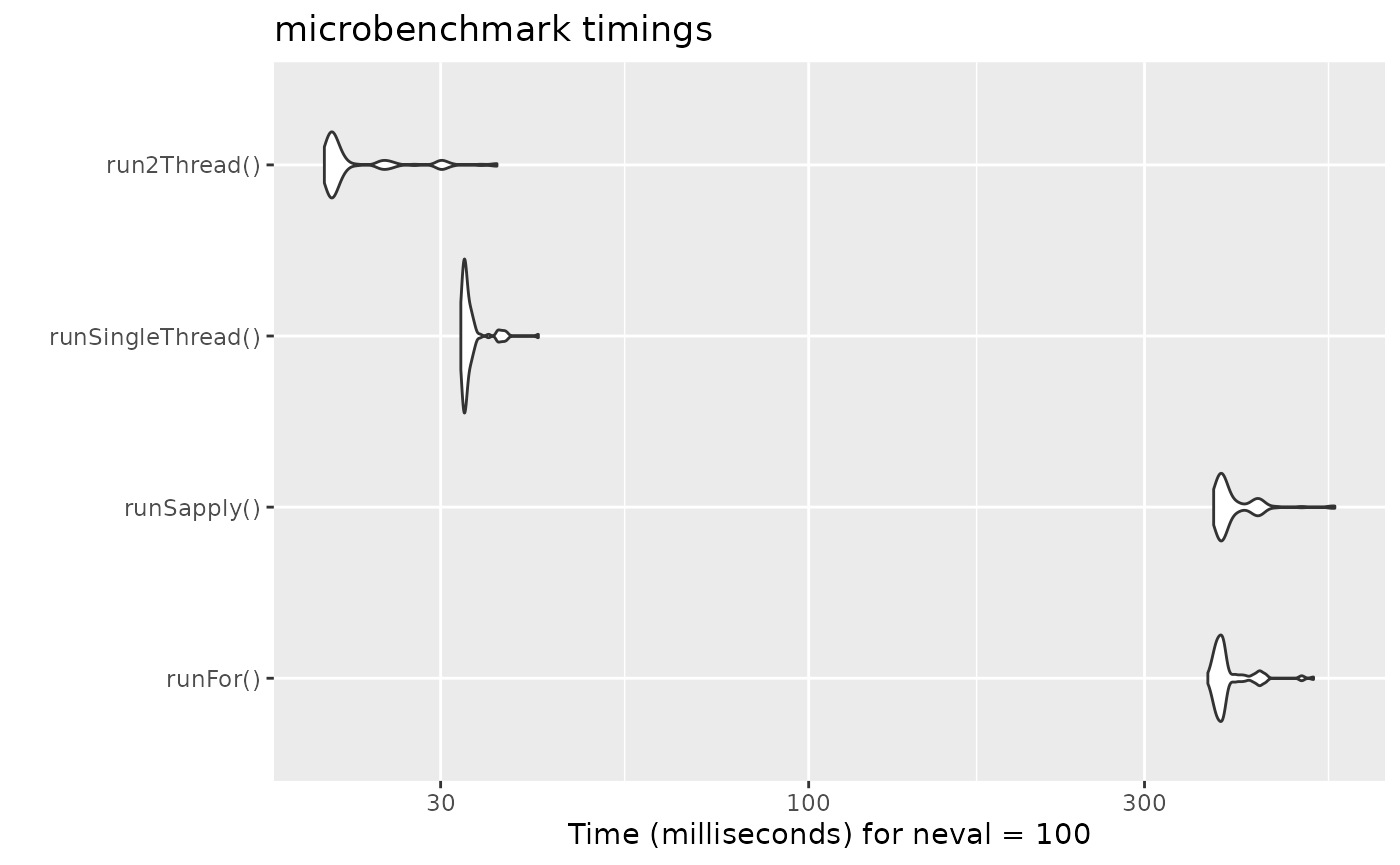 microbenchmark timings
run2Thread()
runSingleThread()
runSapply()
runFor()
30 100 300
Time (milliseconds) for neval = 100